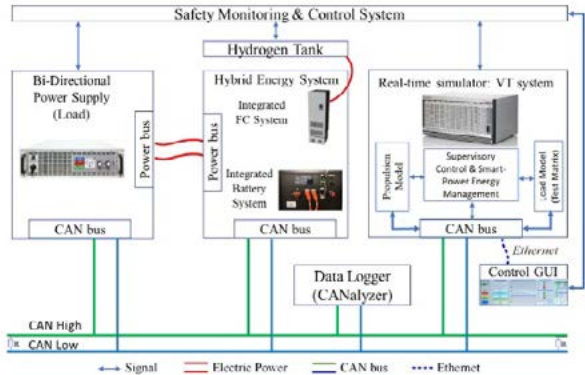 Safety Monitoring & Control System
Hydrogen Tank
Bi-Directional
Power Supply
(Load)
Power bus
CAN bus
Hybrid Energy System
Integrated
FC System
Power bus
Integrated
Battery
System
CAN bus
Real-time simulator: VT system
Propulsion
Model
Supervisory
Control & Smart-
Power Energy
Management
Load Model
(Test Matrix)
CAN bus
Ethernet
Control GUI
Data Logger
(CANalyzer)
CAN High
CAN Low
Signal
Electric Power
CAN bus
Ethernet